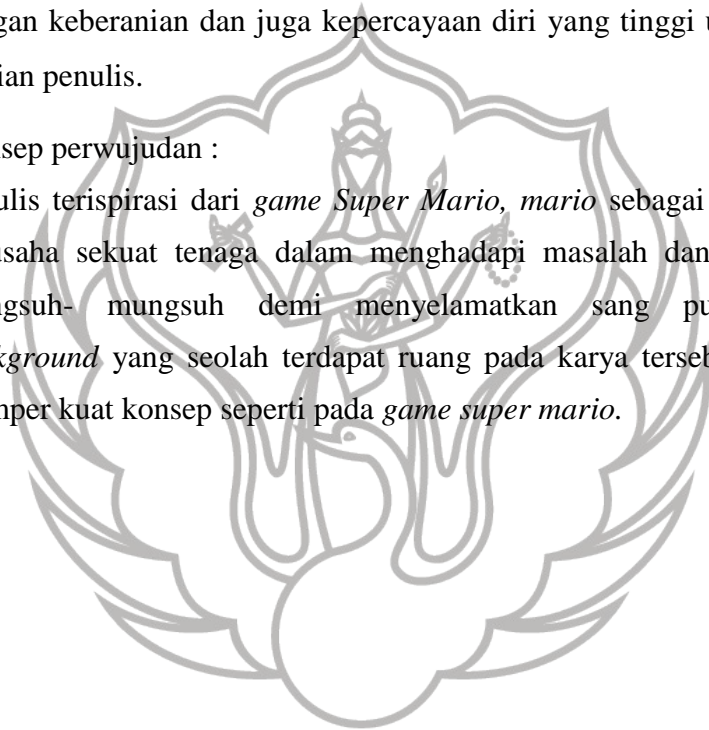 gan keberanian dan juga kepercayaan diri yang tinggi u
ian penulis.
sep perwujudan :
ulis terispirasi dari game Super Mario, mario sebagai
usaha sekuat tenaga dalam menghadapi masalah dan
ngsuh- mungsuh demi menyelamatkan sang pu
kground yang seolah terdapat ruang pada karya terseb
mper kuat konsep seperti pada game super mario.